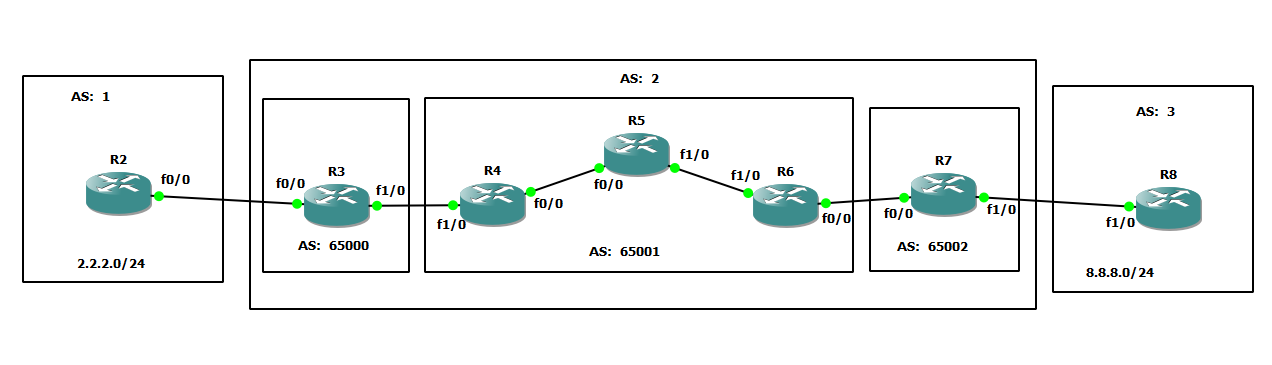 AS: 2
AS: 1
AS: 3
R5
R2
R3
R4
R6
R7
R8
f0/0
f0/0
f1/0
f1/0
f0/0
f0/0
f1/0
f1/0
f0/0
f0/0
f1/0
f1/0
AS: 65000
AS: 65001
AS: 65002
2.2.2.0/24
8.8.8.0/24